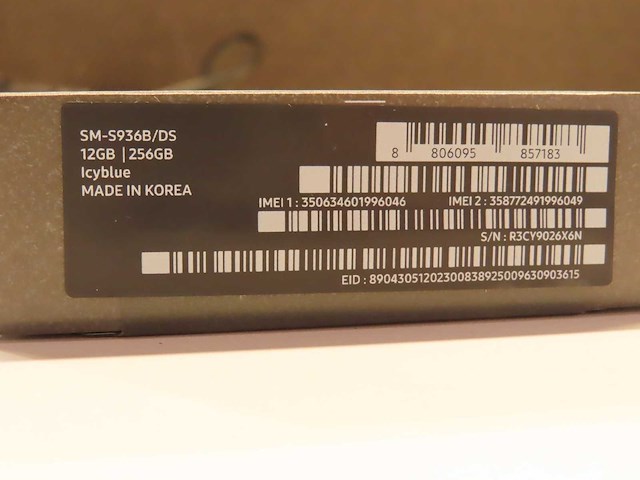 SM-S936B/DS
12GB | 256GB
Icyblue
MADE IN KOREA
8 806095 857183
IMEI 1 : 350634601996046 IMEI 2 : 358772491996049
S/N : R3CY9026X6N
EID : 89043051202300838925009630903615